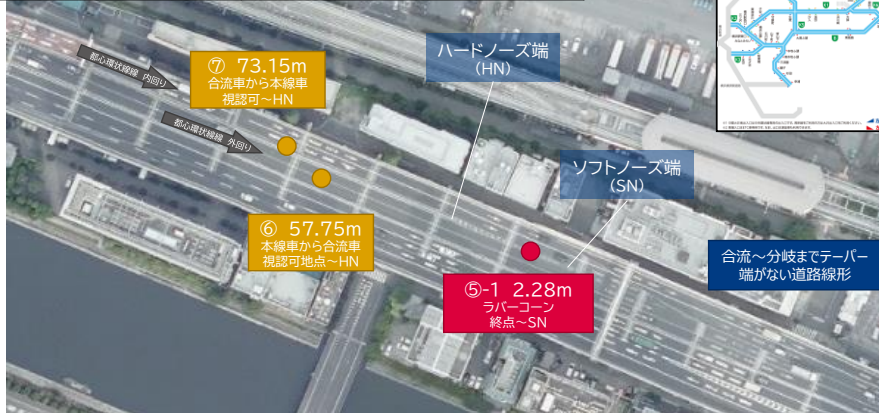 都心環状線線 内回り
都心環状線線 外回り
⑦ 73.15m
合流車から本線車
視認可～HN
ハードノーズ端
(HN)
ソフトノーズ端
(SN)
⑥ 57.75m
本線車から合流車
視認可地点～HN
⑤-1 2.28m
ラバーコーン
終点～SN
合流～分岐までテーパー
端がない道路線形